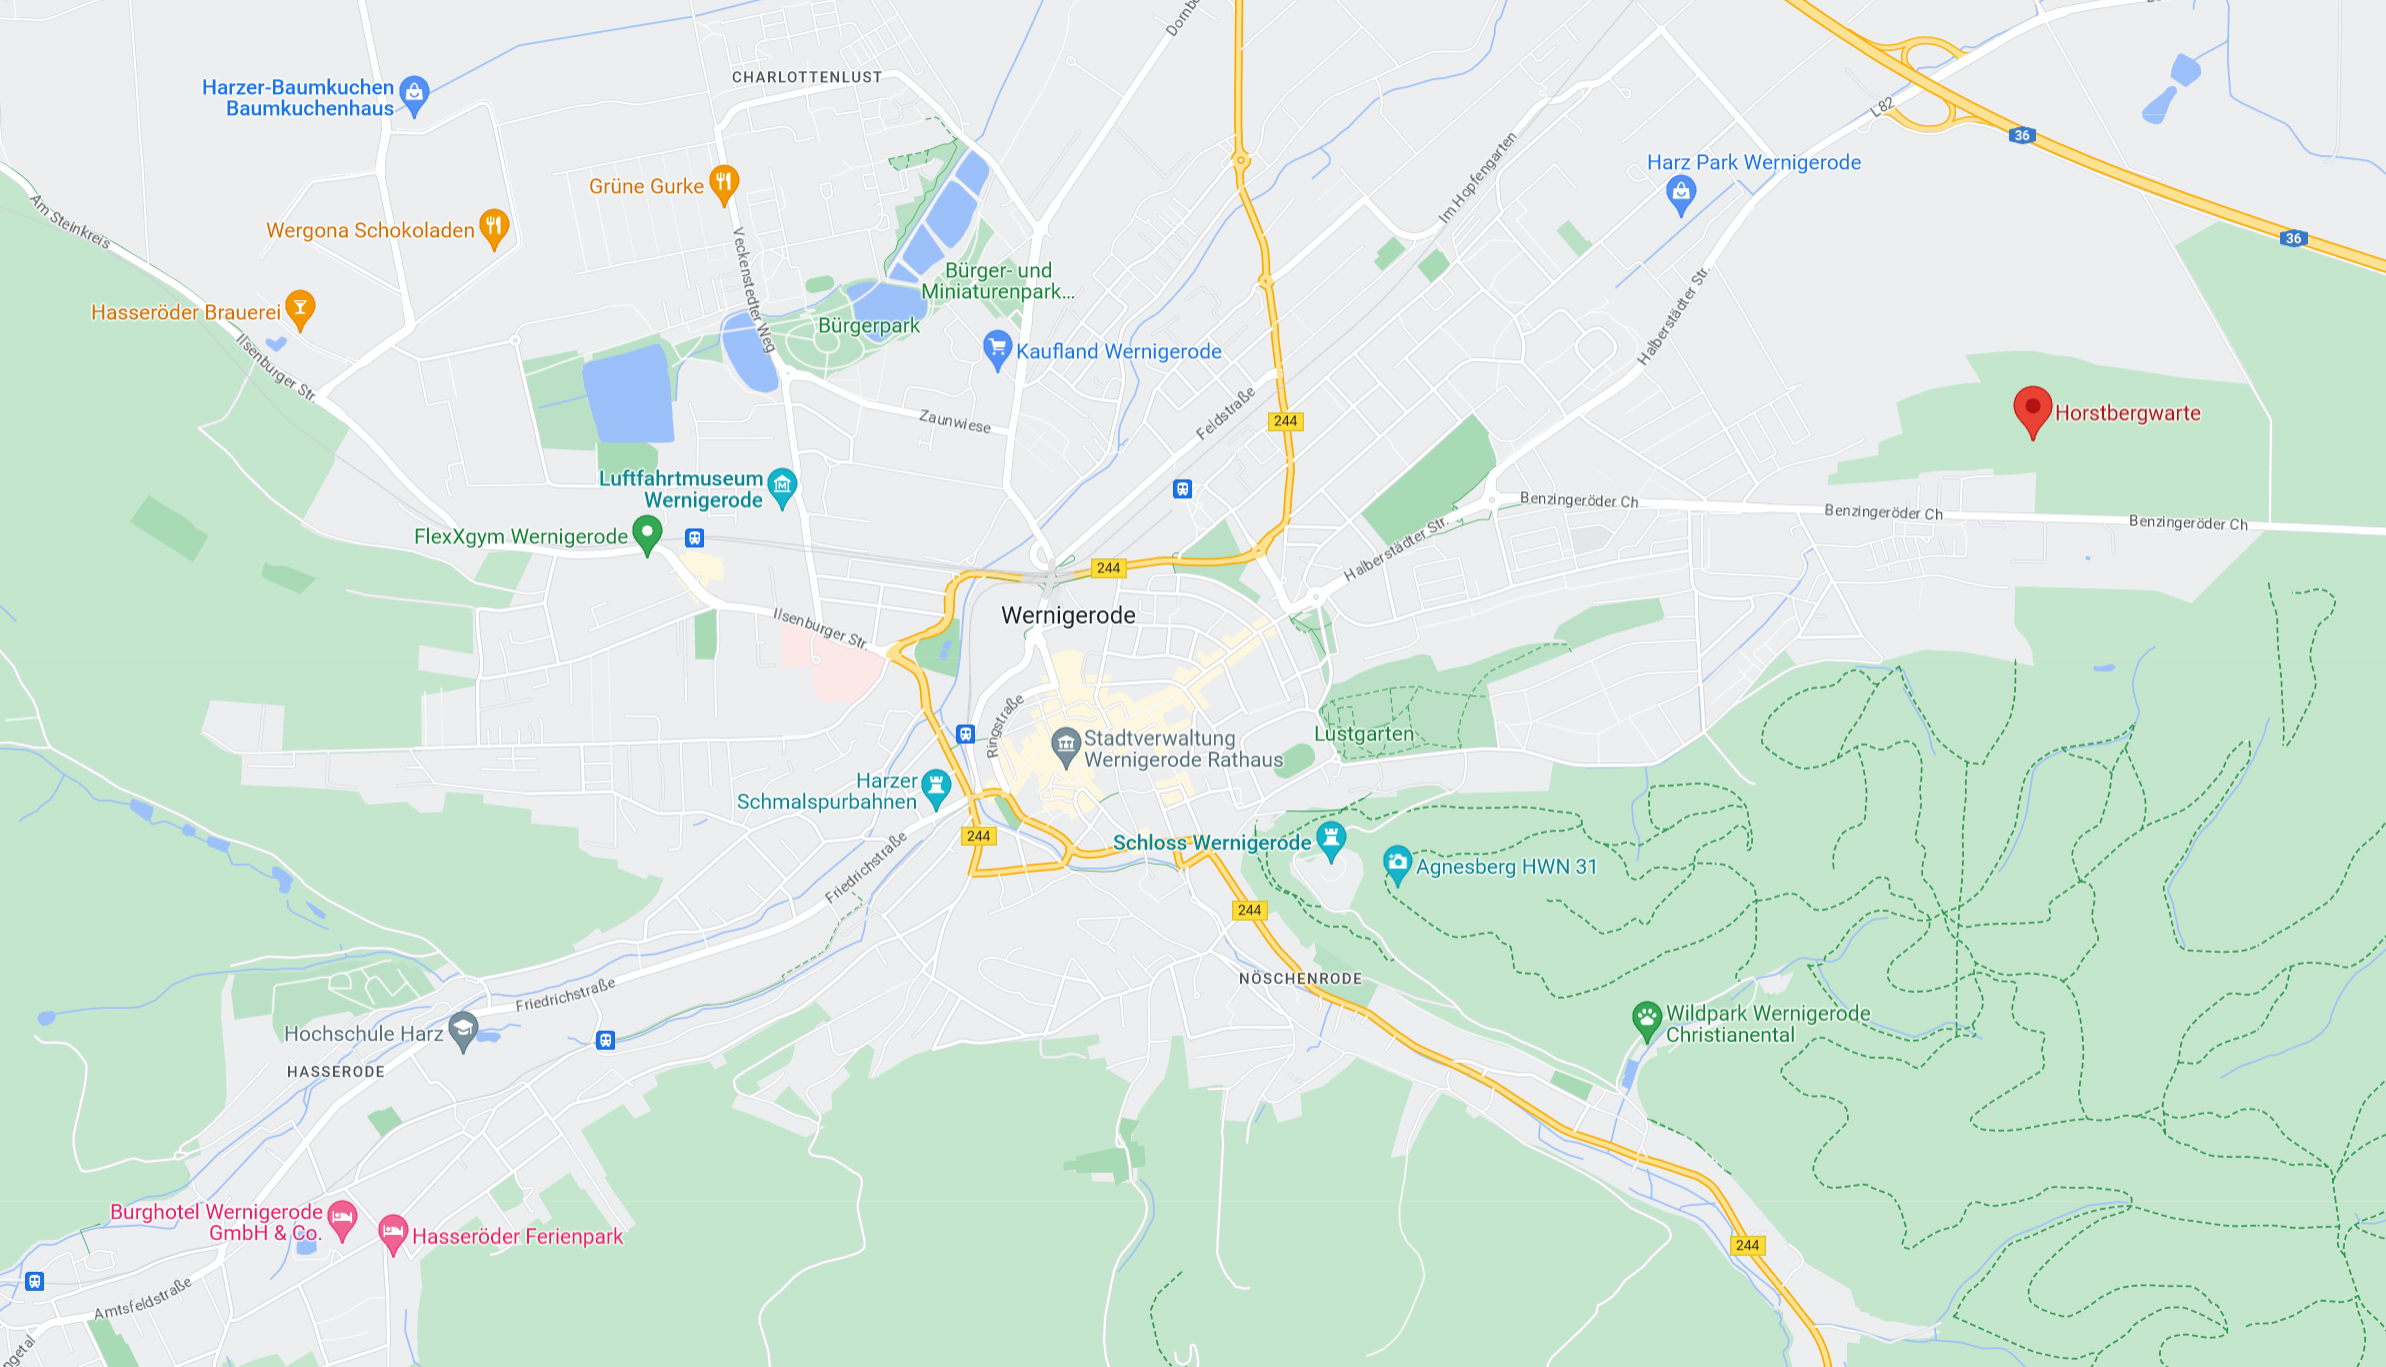 Dornbe
CHARLOTTENLUST
Harzer-Baumkuchen
Baumkuchenhaus
L82
36
Harz Park Wernigerode
Grüne Gurke
Im Hopfengarten
Am Steinkreis
Wergona Schokoladen
36
Veckenstedter Weg
Bürger- und
Miniaturenpark...
Hasseröder Brauerei
Bürgerpark
Halberstädter Str.
Ilsenburger Str.
Kaufland Wernigerode
Horstbergwarte
Zaunwiese
Feldstraße
244
Luftfahrtmuseum
Wernigerode
Benzingeröder Ch
Benzingeröder Ch
Benzingeröder Ch
FlexXgym Wernigerode
Halberstädter Str.
244
Wernigerode
Ilsenburger Str.
Ringstraße
Lustgarten
Stadtverwaltung
Wernigerode Rathaus
Harzer
Schmalspurbahnen
244
Schloss Wernigerode
Agnesberg HWN 31
Friedrichstraße
244
NÖSCHENRODE
Friedrichstraße
Wildpark Wernigerode
Christianental
Hochschule Harz
HASSERODE
Burghotel Wernigerode
GmbH & Co.
Hasseröder Ferienpark
244
Amtsfeldstraße
ngetal